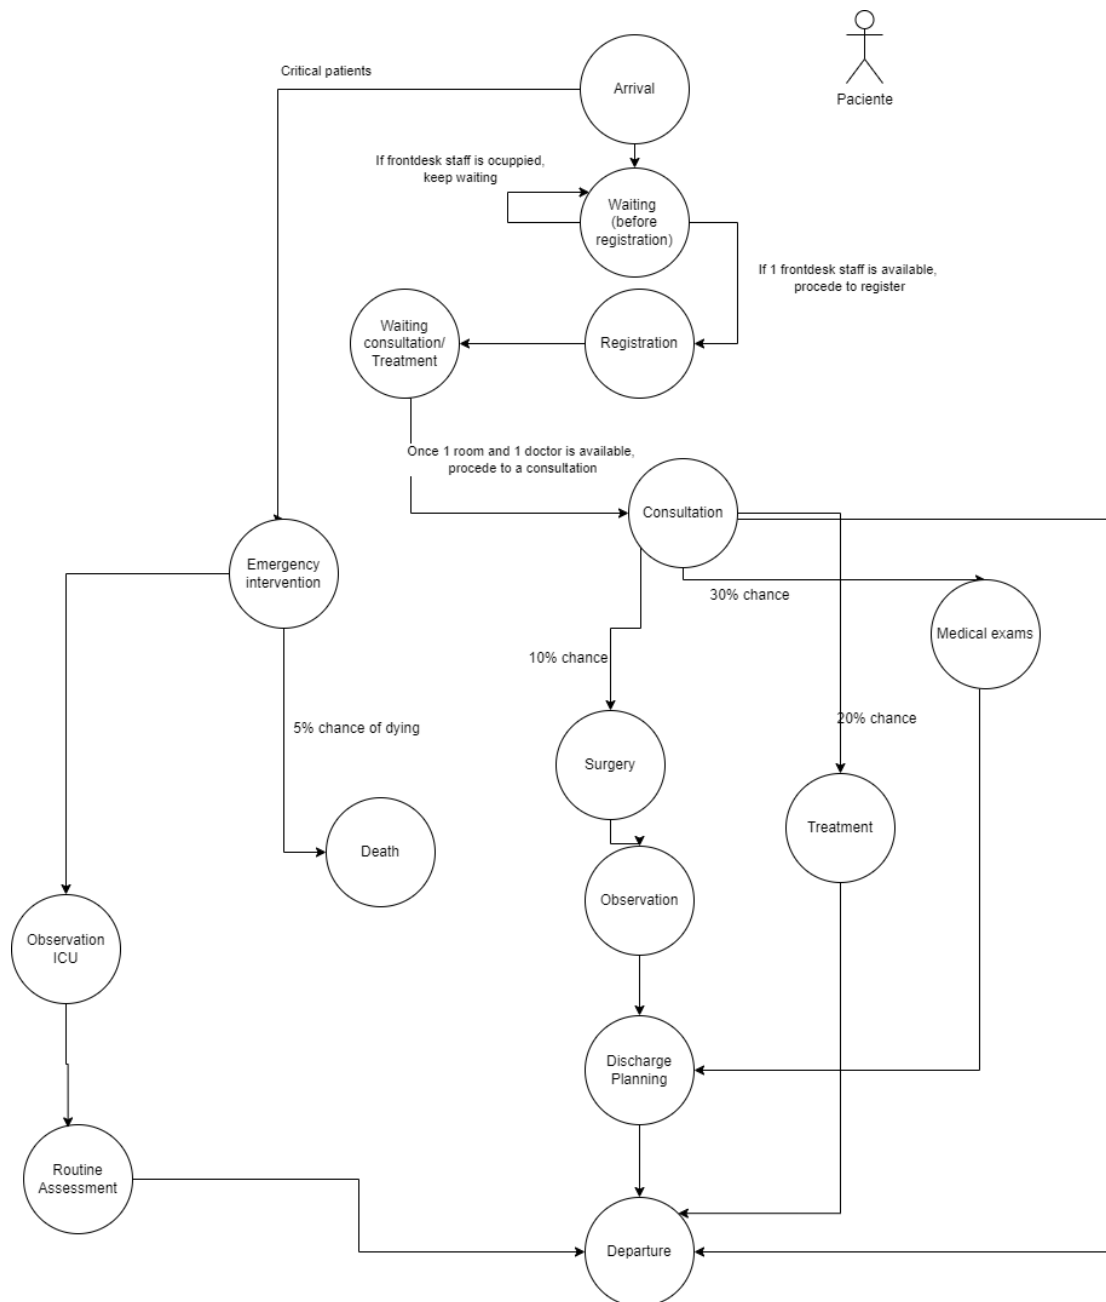 Critical patients
Arrival
Paciente
If frontdesk staff is ocuppied,
keep waiting
Waiting
(before
registration)
If 1 frontdesk staff is available,
procede to register
Waiting
consultation/
Treatment
Registration
Once 1 room and 1 doctor is available,
procede to a consultation
Consultation
Emergency
intervention
30% chance
Medical exams
10% chance
5% chance of dying
20% chance
Surgery
Treatment
Death
Observation
Observation
ICU
Discharge
Planning
Routine
Assessment
Departure